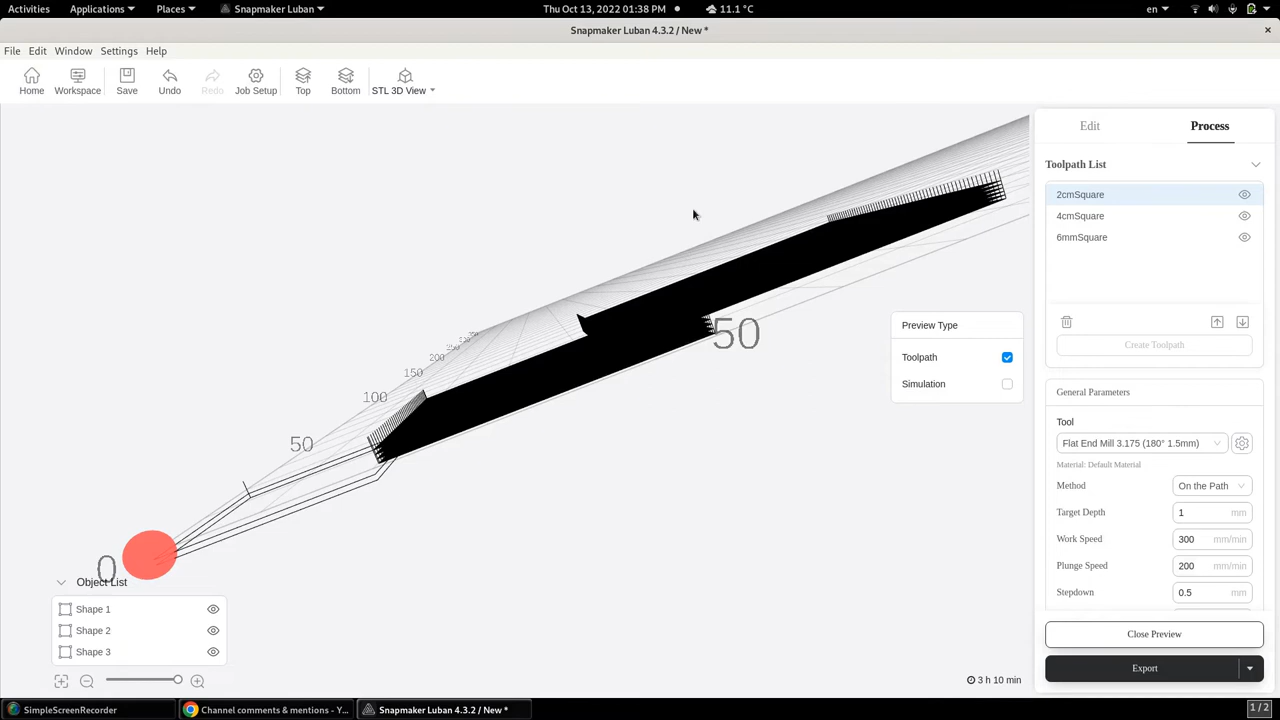 Activities Applications Places Snapmaker Luban Thu Oct 13, 2022 01:38 PM 11.1 °C en
Snapmaker Luban 4.3.2 / New *
File Edit Window Settings Help
Home Workspace Save Undo Redo Job Setup Top Bottom STL 3D View
Edit Process
Toolpath List
2cmSquare
4cmSquare
6mmSquare
Create Toolpath
Preview Type
Toolpath
Simulation
General Parameters
Tool
Flat End Mill 3.175 (180° 1.5mm)
Material: Default Material
Method On the Path
Target Depth 1 mm
Work Speed 300 mm/min
Plunge Speed 200 mm/min
Stepdown 0.5 mm
Close Preview
Export
200
150
100
50
50
0
Object List
Shape 1
Shape 2
Shape 3
3 h 10 min
SimpleScreenRecorder Channel comments & mentions - Y... Snapmaker Luban 4.3.2 / New * 1 / 2